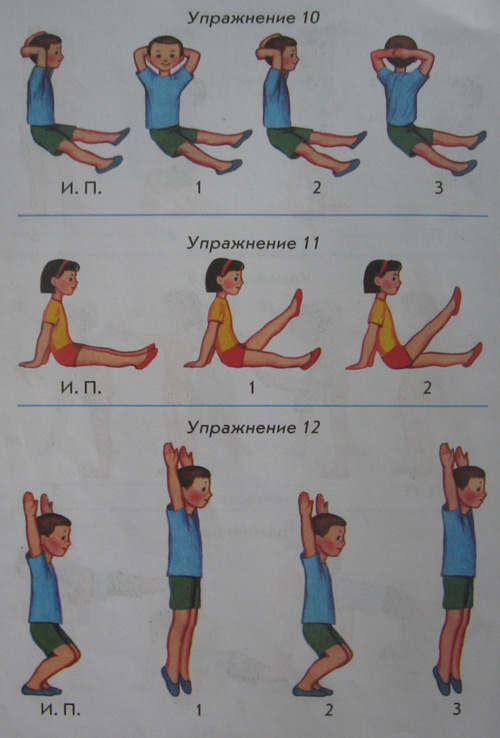 Упражнение 10
И. П. 1 2 3
Упражнение 11
И. П. 1 2
Упражнение 12
И. П. 1 2 3